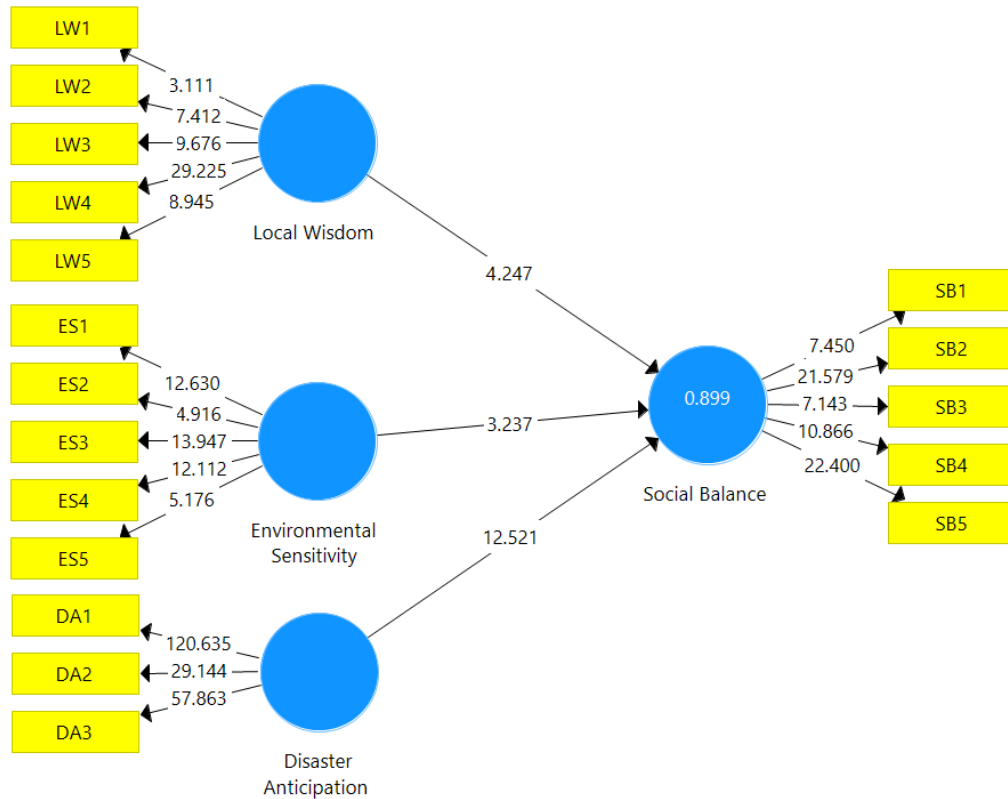 LW1
3.111
LW2
7.412
LW3
9.676
LW4
29.225
LW5
8.945
Local Wisdom
4.247
ES1
12.630
ES2
4.916
ES3
13.947
ES4
12.112
ES5
5.176
Environmental
Sensitivity
3.237
DA1
120.635
DA2
29.144
DA3
57.863
Disaster
Anticipation
12.521
0.899
Social Balance
SB1
7.450
SB2
21.579
SB3
7.143
SB4
10.866
SB5
22.400